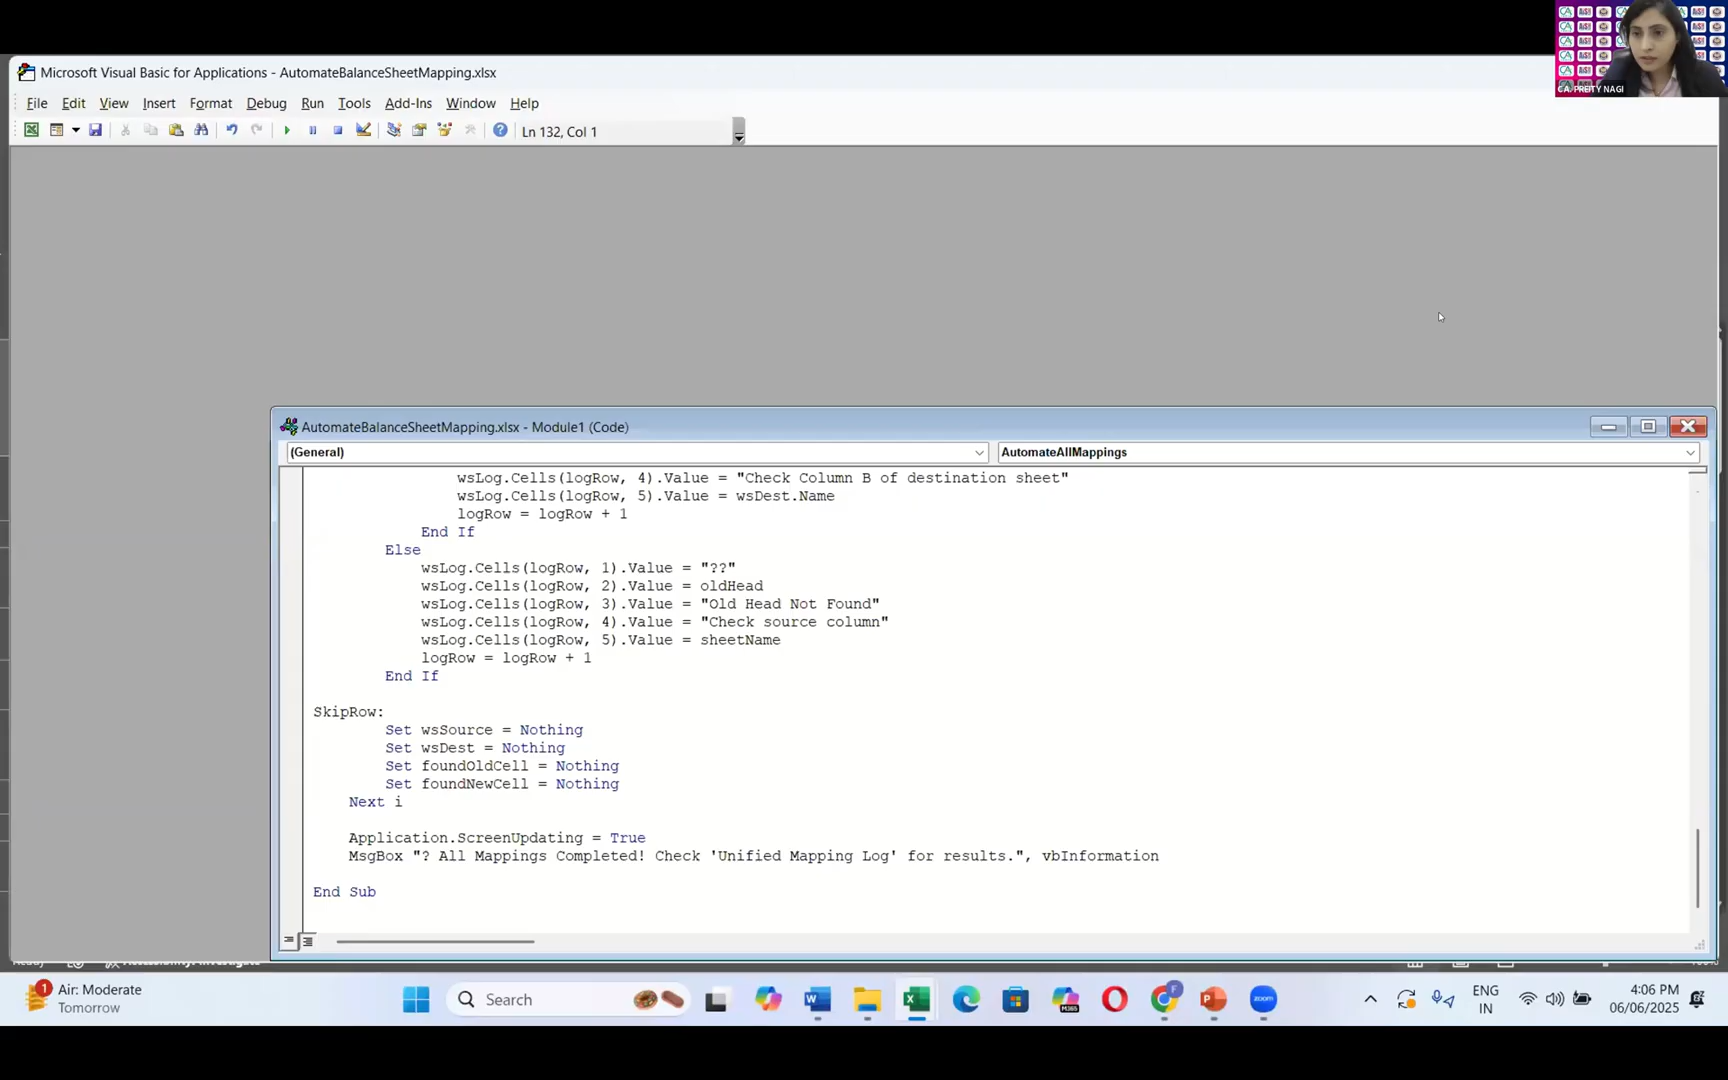 CA. PREITY NAGI
Microsoft Visual Basic for Applications - AutomateBalanceSheetMapping.xlsx
File Edit View Insert Format Debug Run Tools Add-Ins Window Help
Ln 132, Col 1
AutomateBalanceSheetMapping.xlsx - Module1 (Code)
(General) AutomateAllMappings
wsLog.Cells(logRow, 4).Value = "Check Column B of destination sheet"
wsLog.Cells(logRow, 5).Value = wsDest.Name
logRow = logRow + 1
End If
Else
wsLog.Cells(logRow, 1).Value = "??"
wsLog.Cells(logRow, 2).Value = oldHead
wsLog.Cells(logRow, 3).Value = "Old Head Not Found"
wsLog.Cells(logRow, 4).Value = "Check source column"
wsLog.Cells(logRow, 5).Value = sheetName
logRow = logRow + 1
End If
SkipRow:
Set wsSource = Nothing
Set wsDest = Nothing
Set foundOldCell = Nothing
Set foundNewCell = Nothing
Next i
Application.ScreenUpdating = True
MsgBox "? All Mappings Completed! Check 'Unified Mapping Log' for results.", vbInformation
End Sub
1
Air: Moderate
Tomorrow
Search
M365
zoom
ENG
IN
4:06 PM
06/06/2025